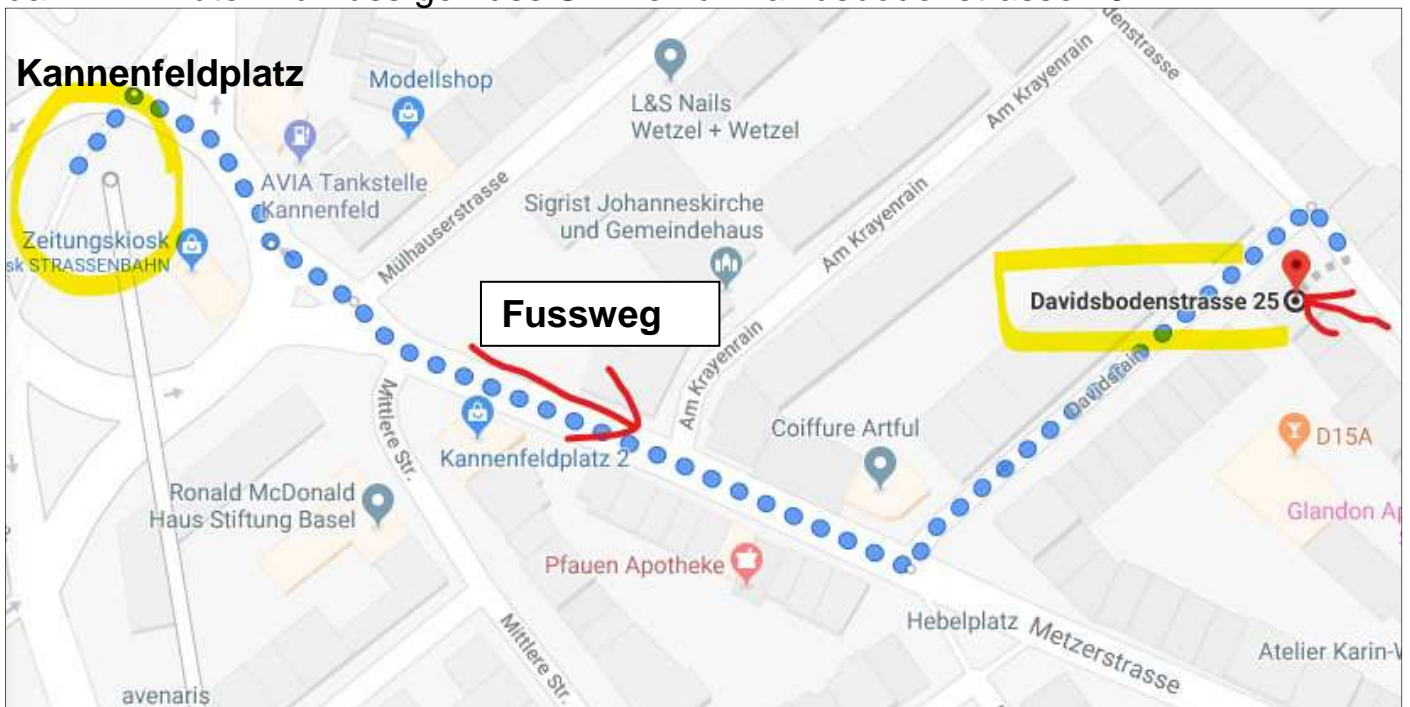 Kannenfeldplatz
Modellshop
L&S Nails
Wetzel + Wetzel
Am Krayenrain
AVIA Tankstelle
Kannenfeld
Mülhauserstrasse
Sigrist Johanneskirche
und Gemeindehaus
Am Krayenrain
Zeitungskiosk
STRASSENBAHN
Fussweg
Davidsbodenstrasse 25
Am Krayenrain
Davidsrain
Mittlere Str.
Kannenfeldplatz 2
Coiffure Artful
D15A
Ronald McDonald
Haus Stiftung Basel
Glandon
Pfauen Apotheke
Hebelplatz
Metzerstrasse
Mittlere Str.
Atelier Karin-
avenaris